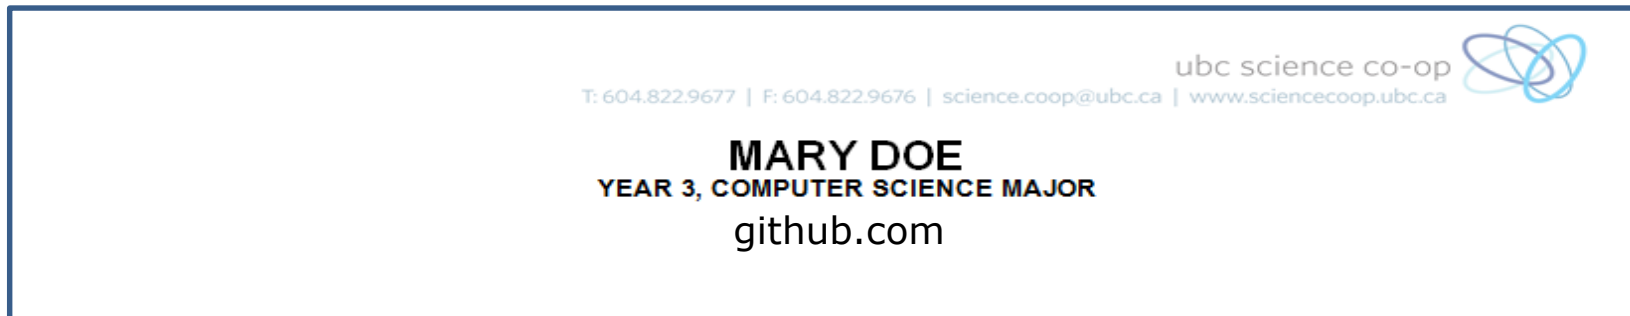 ubc science co-op
T: 604.822.9677 | F: 604.822.9676 | science.coop@ubc.ca | www.sciencecoop.ubc.ca
MARY DOE
YEAR 3, COMPUTER SCIENCE MAJOR
github.com